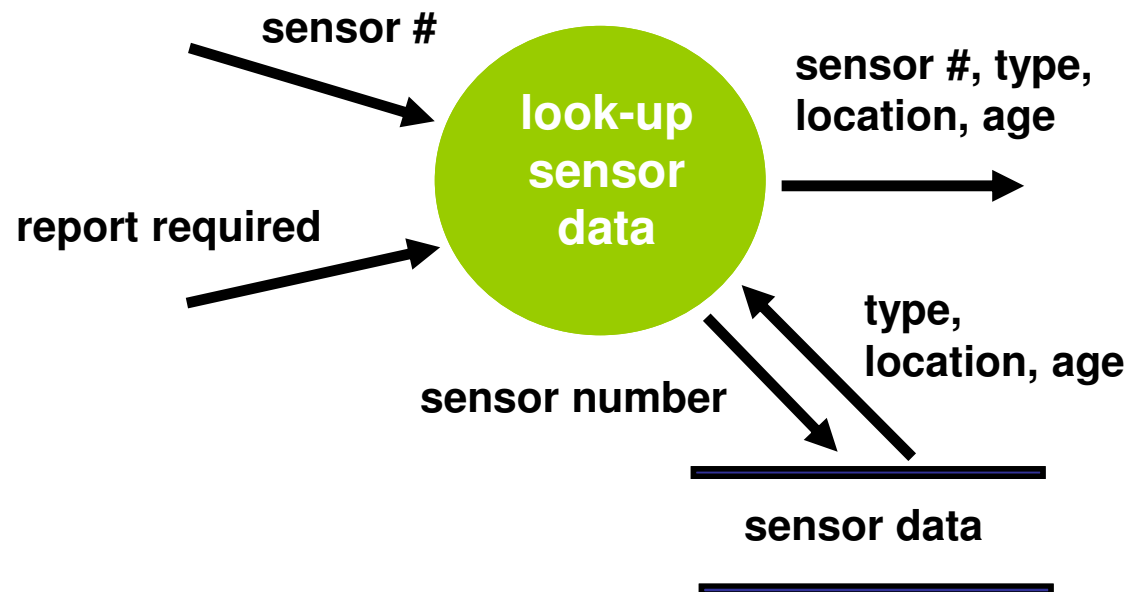 sensor #
sensor #, type,
location, age
look-up
sensor
data
report required
type,
location, age
sensor number
sensor data